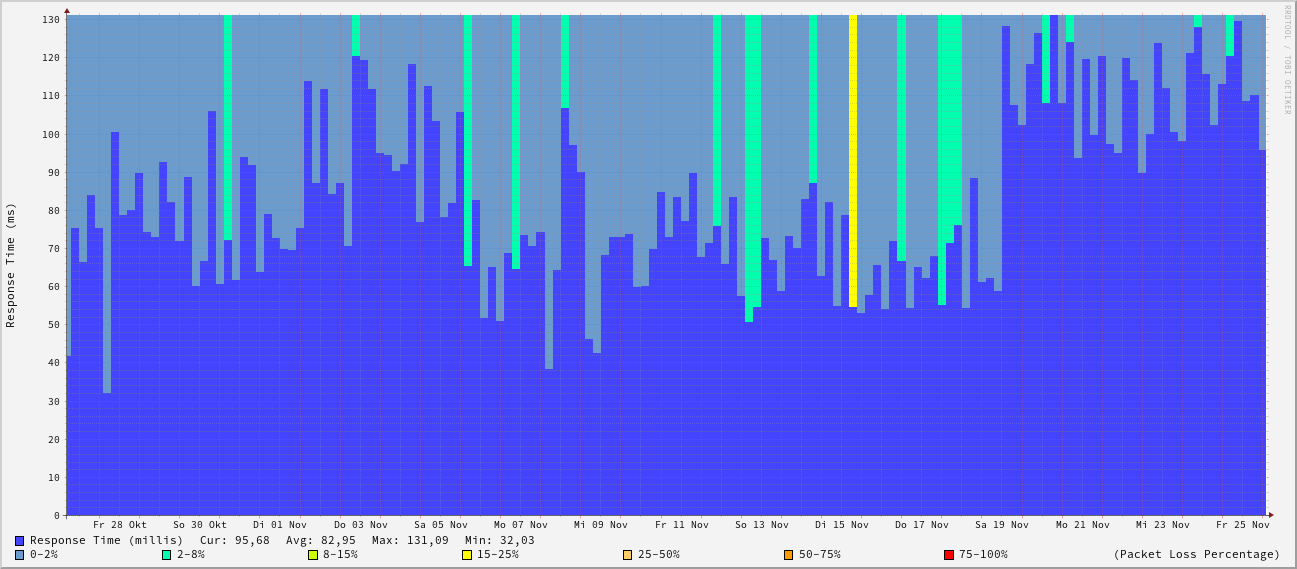 RRDTOOL / TOBI OETIKER
Response Time (ms)
130
120
110
100
90
80
70
60
50
40
30
20
10
0
Fr 28 Okt So 30 Okt Di 01 Nov Do 03 Nov Sa 05 Nov Mo 07 Nov Mi 09 Nov Fr 11 Nov So 13 Nov Di 15 Nov Do 17 Nov Sa 19 Nov Mo 21 Nov Mi 23 Nov Fr 25 Nov
Response Time (millis) Cur: 95,68 Avg: 82,95 Max: 131,09 Min: 32,03
0-2% 2-8% 8-15% 15-25% 25-50% 50-75% 75-100% (Packet Loss Percentage)